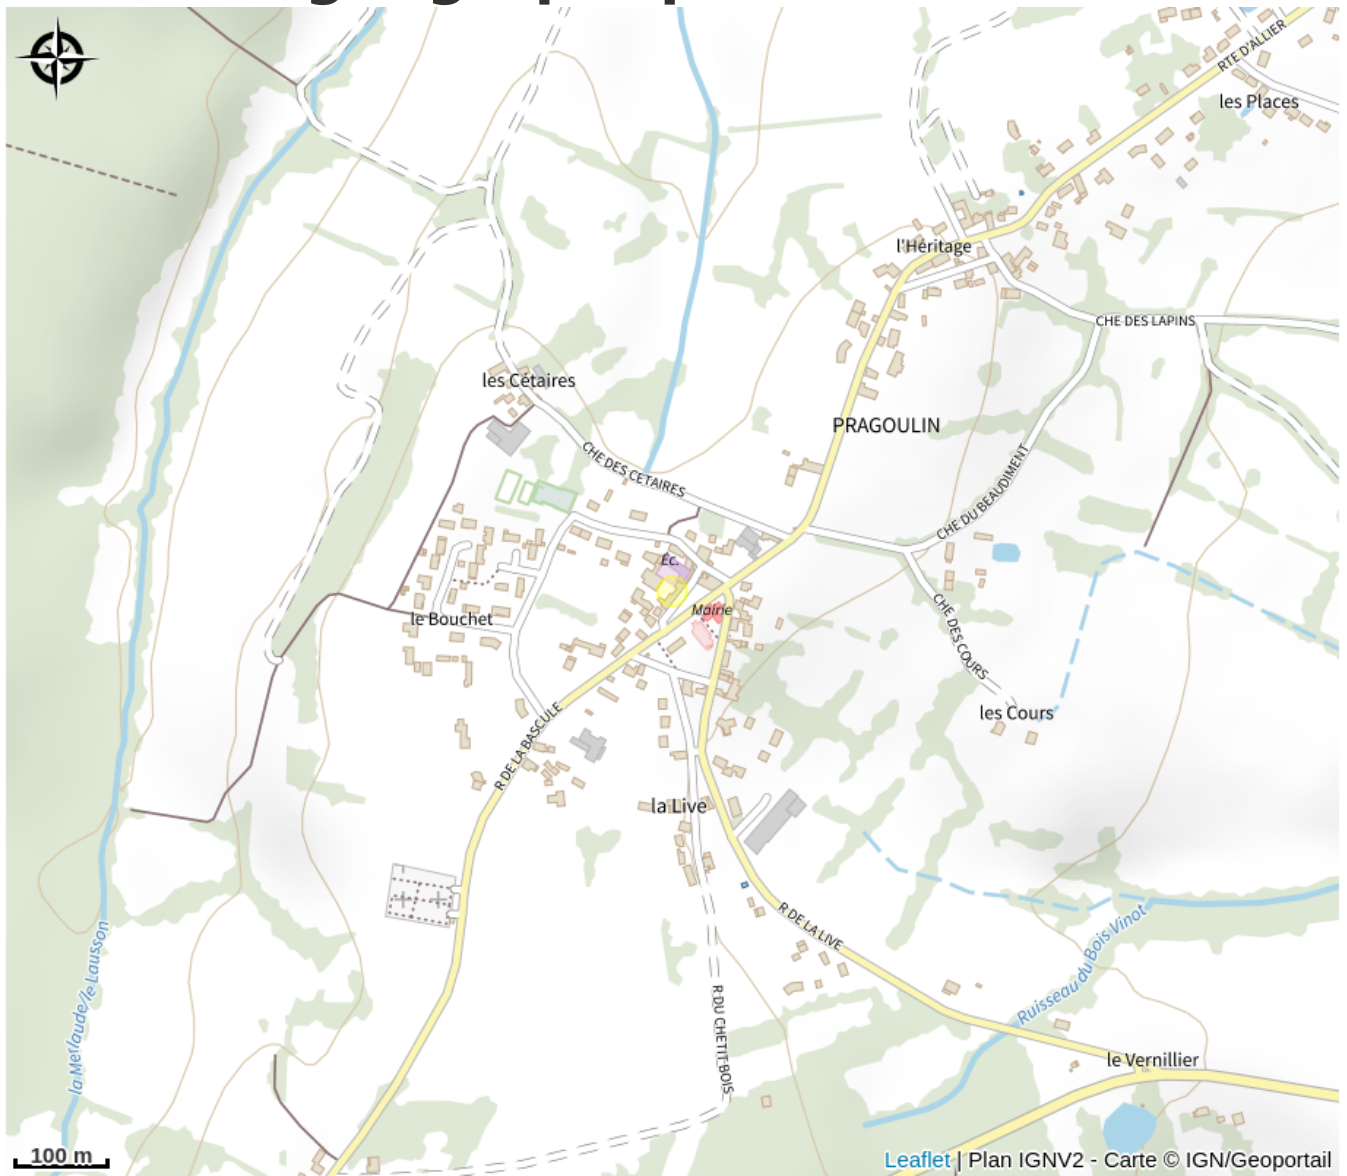 RTE D'ALLIER
les Places
l'Héritage
CHE DES LAPINS
les Cétaires
PRAGOULIN
CHE DES CETAIRES
CHE DU BEAUDIMENT
Éc.
Mairie
le Bouchet
CHE DES COURS
les Cours
R DE LA BASCULE
la Live
R DE LA LIVE
la Merlaude/le Lausson
Ruisseau du Bois Vinot
R DU CHETIT BOIS
le Vernillier
100 m
Leaflet | Plan IGNV2 - Carte © IGN/Geoportail